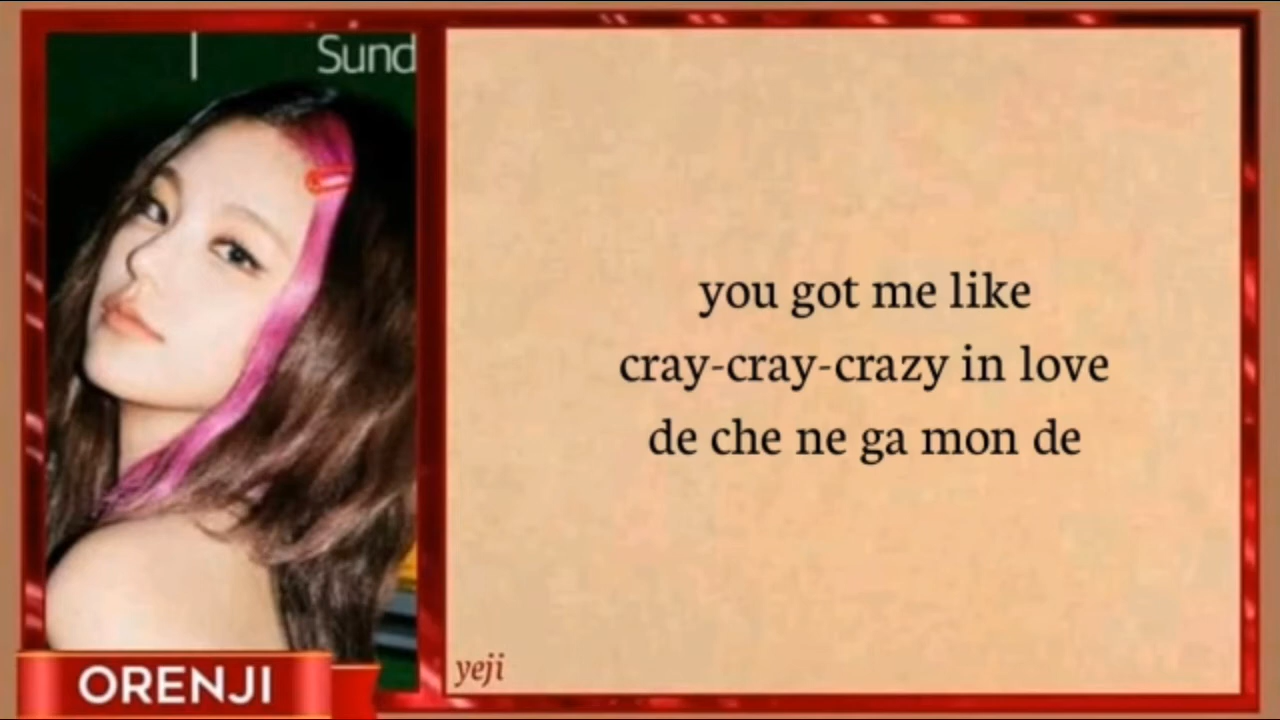 Sund
you got me like
cray-cray-crazy in love
de che ne ga mon de
yeji
ORENJI